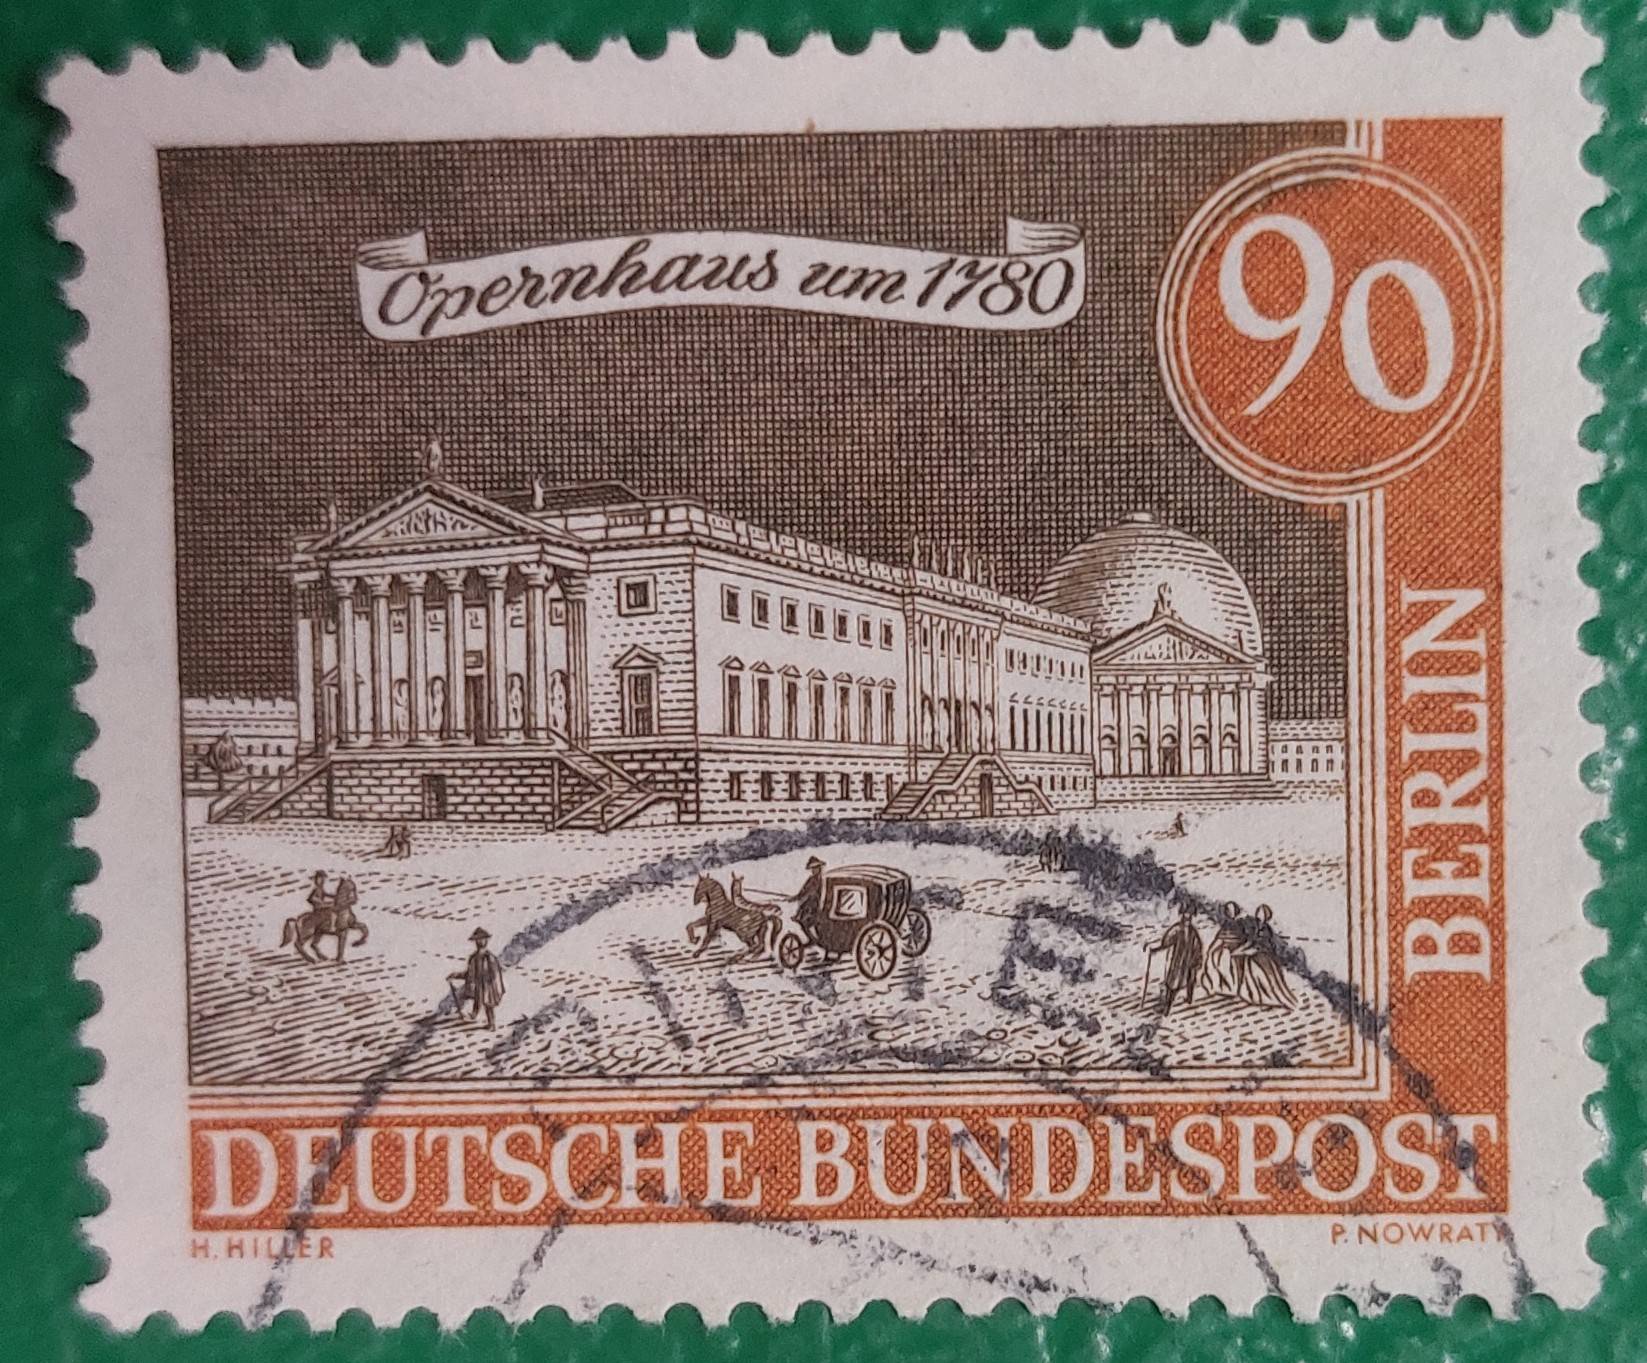 Opernhaus um 1780
90
BERLIN
DEUTSCHE BUNDESPOST
H. HILLER
P. NOWRATY